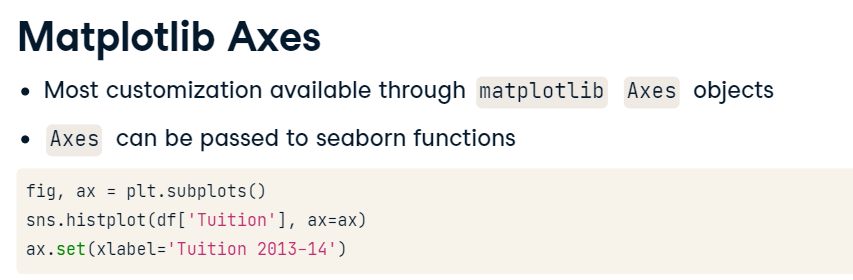 Matplotlib Axes
• Most customization available through matplotlib Axes objects
• Axes can be passed to seaborn functions
fig, ax = plt.subplots()
sns.histplot(df['Tuition'], ax=ax)
ax.set(xlabel='Tuition 2013-14')